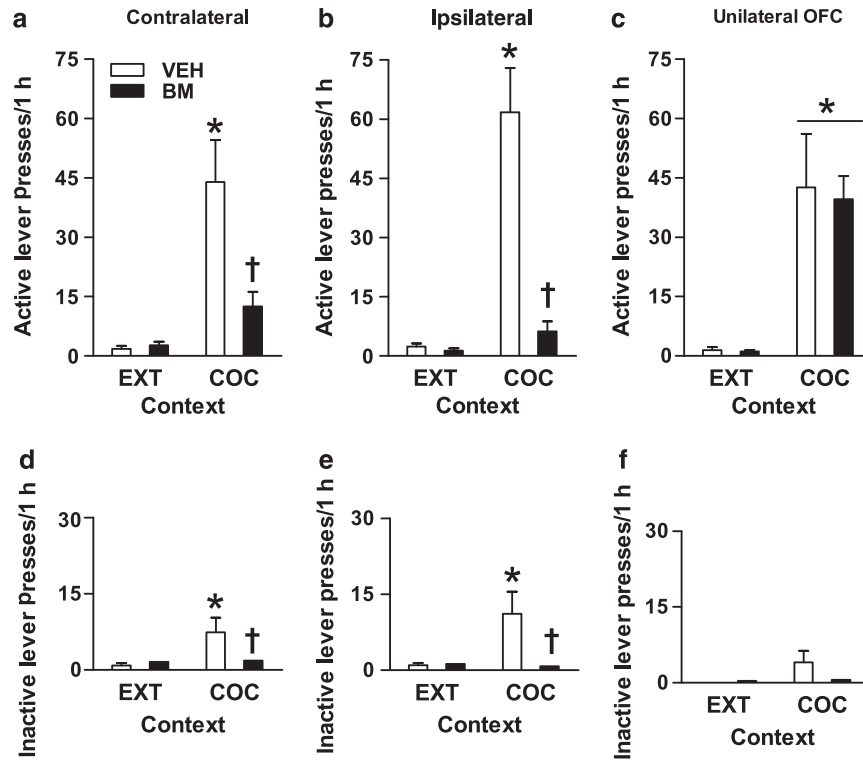 a Contralateral
Active lever presses/1 h
75
60
45
30
15
0
VEH
BM
*
†
EXT COC
Context
b Ipsilateral
Active lever presses/1 h
75
60
45
30
15
0
*
†
EXT COC
Context
c Unilateral OFC
Active lever presses/1 h
75
60
45
30
15
0
*
EXT COC
Context
d
Inactive lever presses/1 h
30
15
0
*
†
EXT COC
Context
e
Inactive lever presses/1 h
30
15
0
*
†
EXT COC
Context
f
Inactive lever presses/1 h
30
15
0
EXT COC
Context